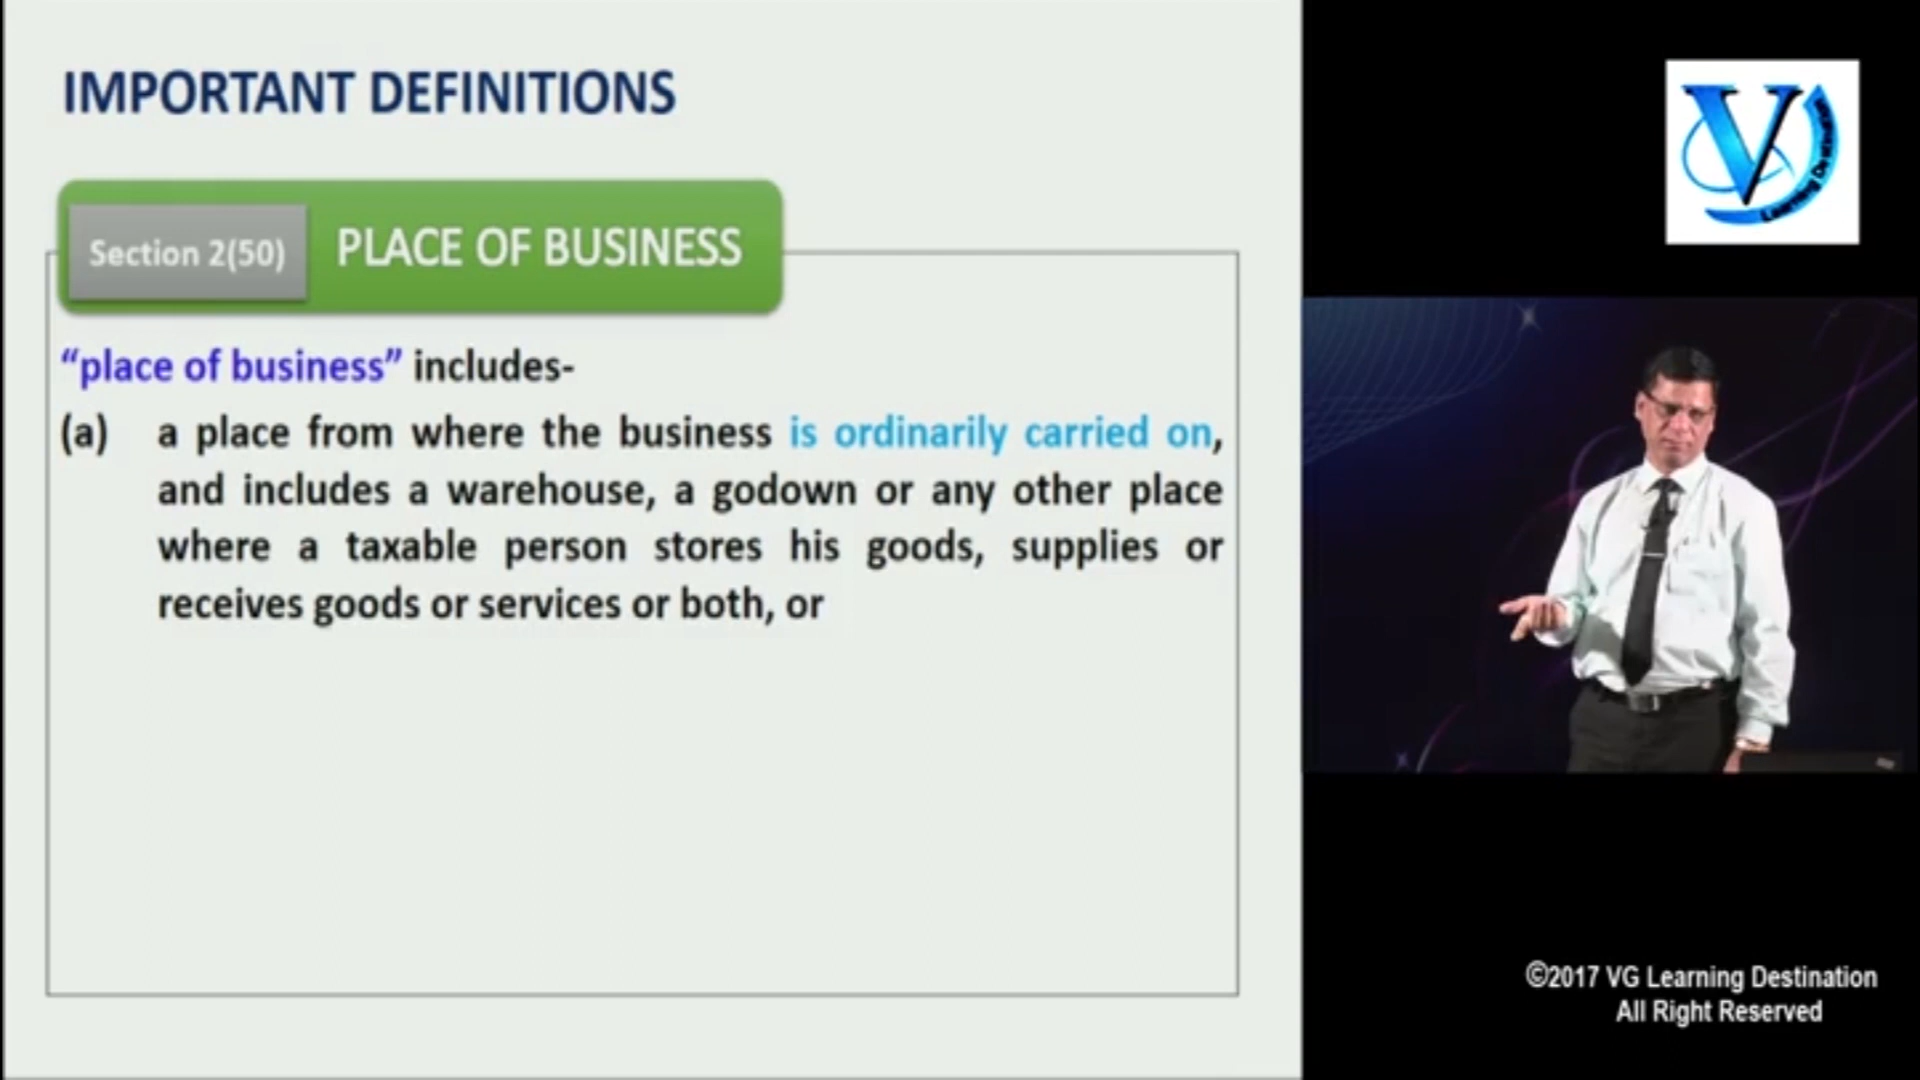 IMPORTANT DEFINITIONS
Section 2(50)
PLACE OF BUSINESS
“place of business” includes-
(a) a place from where the business is ordinarily carried on,
and includes a warehouse, a godown or any other place
where a taxable person stores his goods, supplies or
receives goods or services or both, or
V
Learning Destination
©2017 VG Learning Destination
All Right Reserved